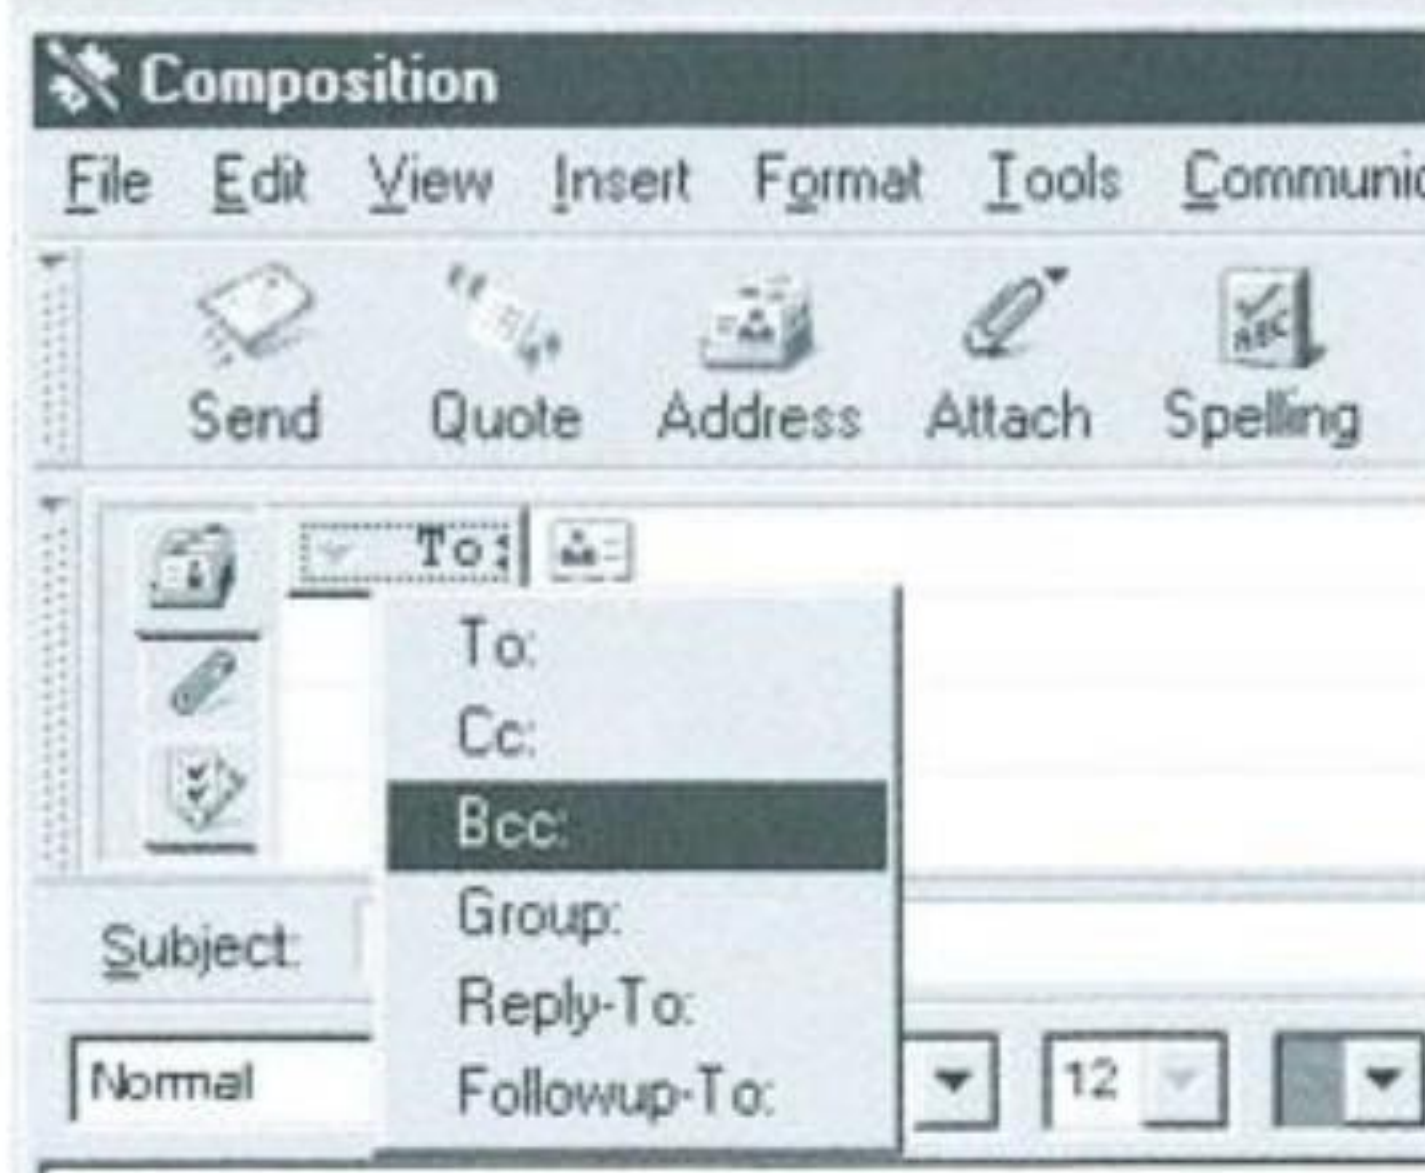 Composition
File Edit View Insert Format Tools
Send Quote Address Attach Spelling
To:
To:
Cc:
Bcc:
Group:
Subject:
Reply-To:
Normal 12
Followup-To: